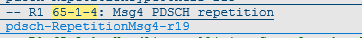 -- R1 65-1-4: Msg4 PDSCH repetition
pdsch-RepetitionMsg4-r19